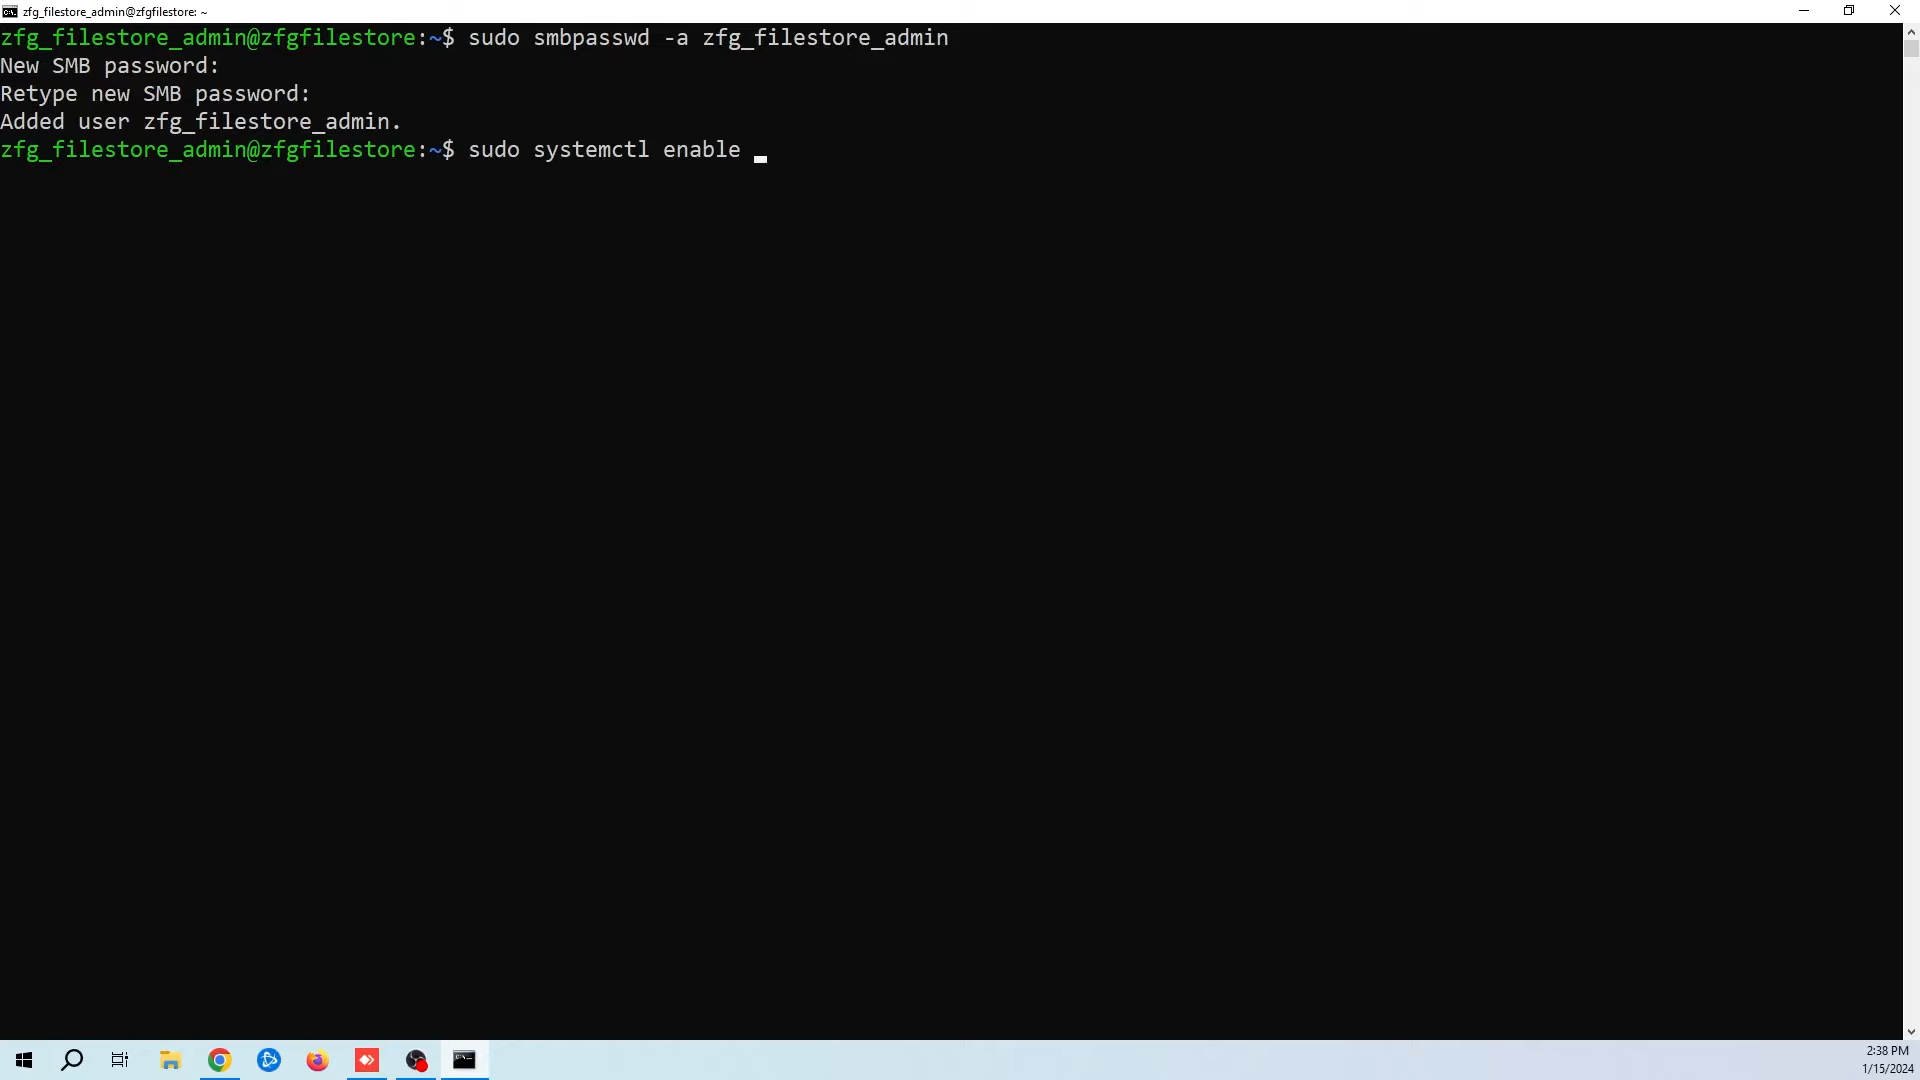 zfg_filestore_admin@zfgfilestore: ~
zfg_filestore_admin@zfgfilestore:~$ sudo smbpasswd -a zfg_filestore_admin
New SMB password:
Retype new SMB password:
Added user zfg_filestore_admin.
zfg_filestore_admin@zfgfilestore:~$ sudo systemctl enable
2:38 PM
1/15/2024